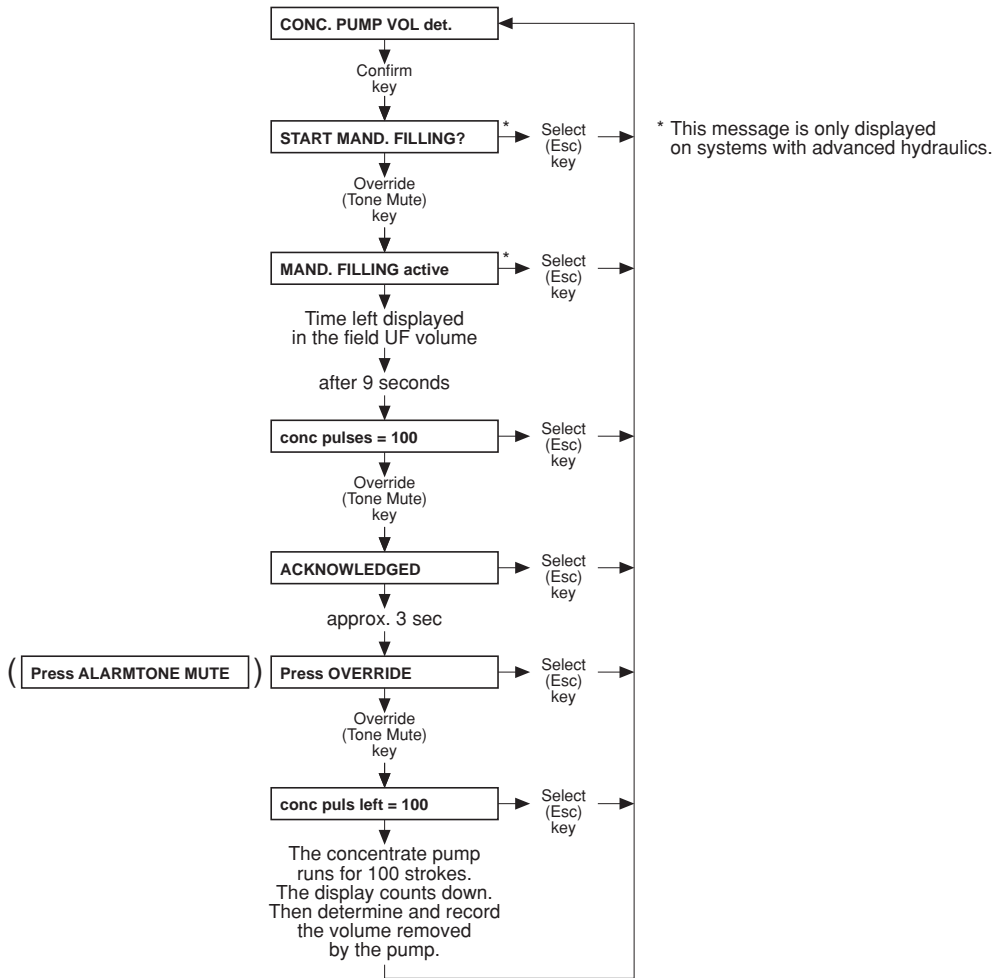 CONC. PUMP VOL det.
Confirm
key
START MAND. FILLING?
*
Select
(Esc)
key
* This message is only displayed
on systems with advanced hydraulics.
Override
(Tone Mute)
key
MAND. FILLING active
*
Select
(Esc)
key
Time left displayed
in the field UF volume
after 9 seconds
conc pulses = 100
Select
(Esc)
key
Override
(Tone Mute)
key
ACKNOWLEDGED
Select
(Esc)
key
approx. 3 sec
( Press ALARMTONE MUTE )
Press OVERRIDE
Select
(Esc)
key
Override
(Tone Mute)
key
conc puls left = 100
Select
(Esc)
key
The concentrate pump
runs for 100 strokes.
The display counts down.
Then determine and record
the volume removed
by the pump.